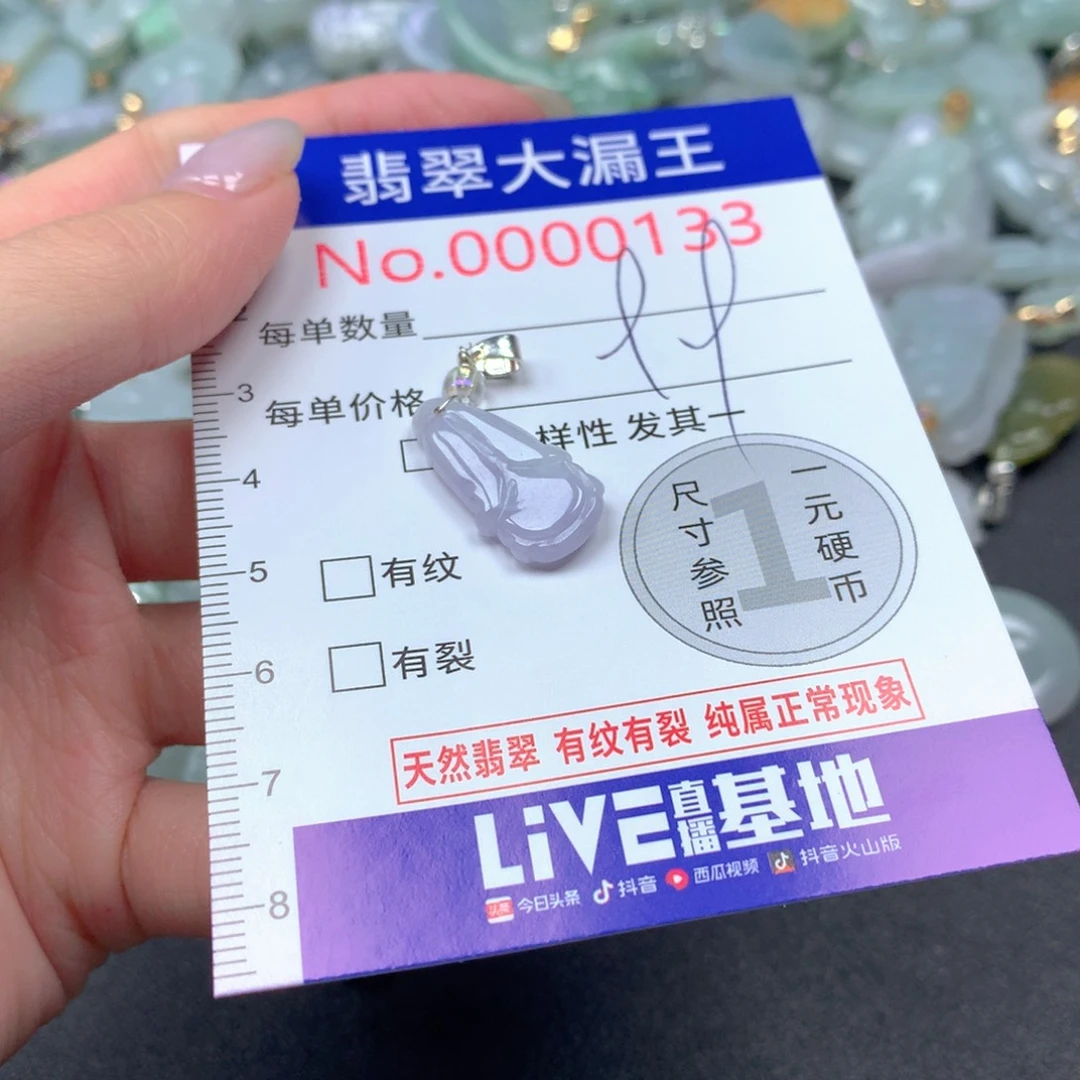 翡翠大漏王
No.0000133
每单数量
每单价格
样性 发其一
尺寸参照
一元硬币
1
3
4
5
6
7
8
有纹
有裂
天然翡翠 有纹有裂 纯属正常现象
LiVE直播基地
头条 今日头条 抖音 西瓜视频 抖音火山版